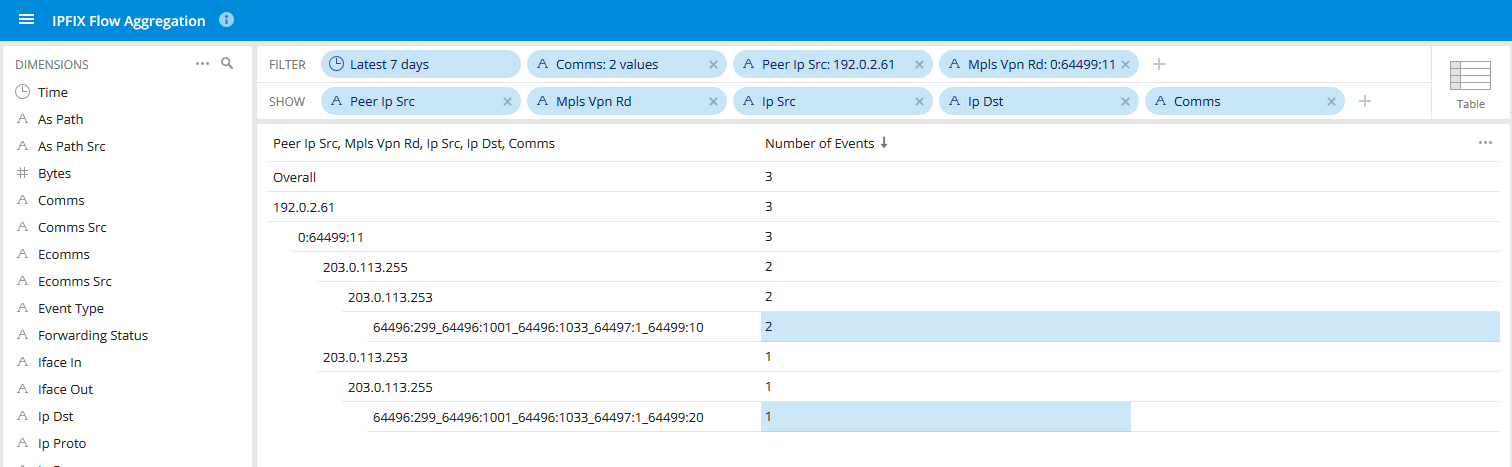 IPFIX Flow Aggregation
DIMENSIONS
Time
As Path
As Path Src
Bytes
Comms
Comms Src
Ecomms
Ecomms Src
Event Type
Forwarding Status
Iface In
Iface Out
Ip Dst
Ip Proto
FILTER Latest 7 days Comms: 2 values Peer Ip Src: 192.0.2.61 Mpls Vpn Rd: 0:64499:11
SHOW Peer Ip Src Mpls Vpn Rd Ip Src Ip Dst Comms
Table
Peer Ip Src, Mpls Vpn Rd, Ip Src, Ip Dst, Comms Number of Events
Overall 3
192.0.2.61 3
0:64499:11 3
203.0.113.255 2
203.0.113.253 2
64496:299_64496:1001_64496:1033_64497:1_64499:10 2
203.0.113.253 1
203.0.113.255 1
64496:299_64496:1001_64496:1033_64497:1_64499:20 1